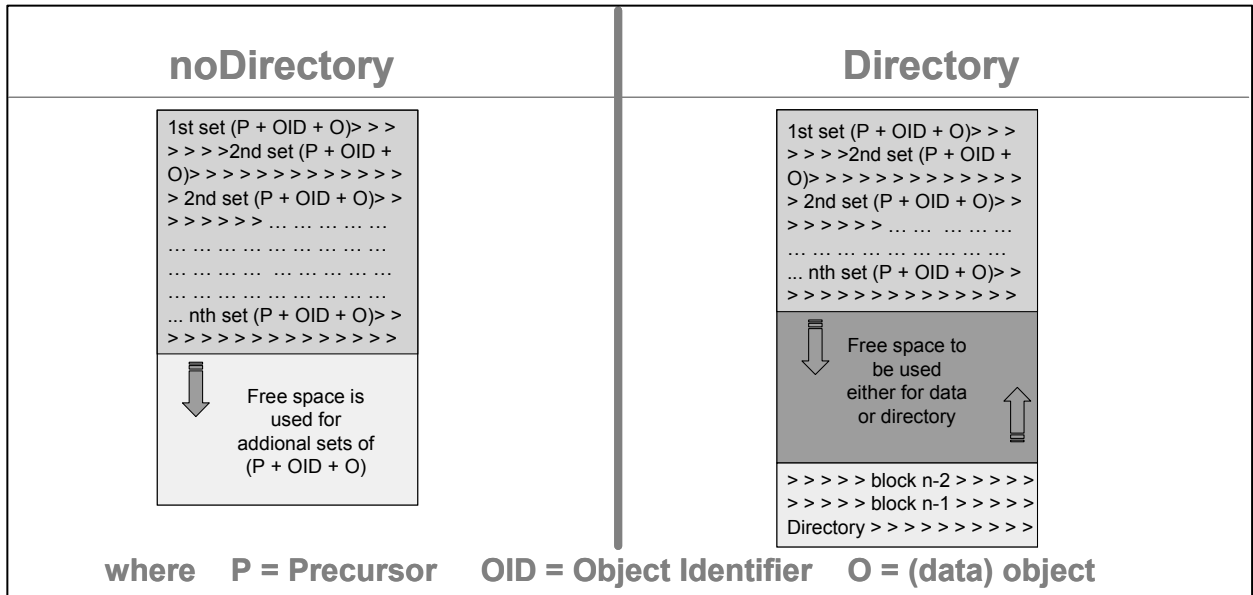 noDirectory
1st set (P + OID + O)> > >
> > > >2nd set (P + OID +
O)> > > > > > > > > > > > >
> 2nd set (P + OID + O)> >
> > > > > > … … … … …
… … … … … … … … …
… … … …  … … … … …
… … … … … … … … …
... nth set (P + OID + O)> >
> > > > > > > > > > > > > >
Free space is
used for
addional sets of
(P + OID + O)
Directory
1st set (P + OID + O)> > >
> > > >2nd set (P + OID +
O)> > > > > > > > > > > > >
> 2nd set (P + OID + O)> >
> > > > > > … …  … … …
… … … … … … … … …
... nth set (P + OID + O)> >
> > > > > > > > > > > > > >
Free space to
be used
either for data
or directory
> > > > > block n-2 > > > > >
> > > > > block n-1 > > > > >
Directory > > > > > > > > > >
where P = Precursor OID = Object Identifier O = (data) object